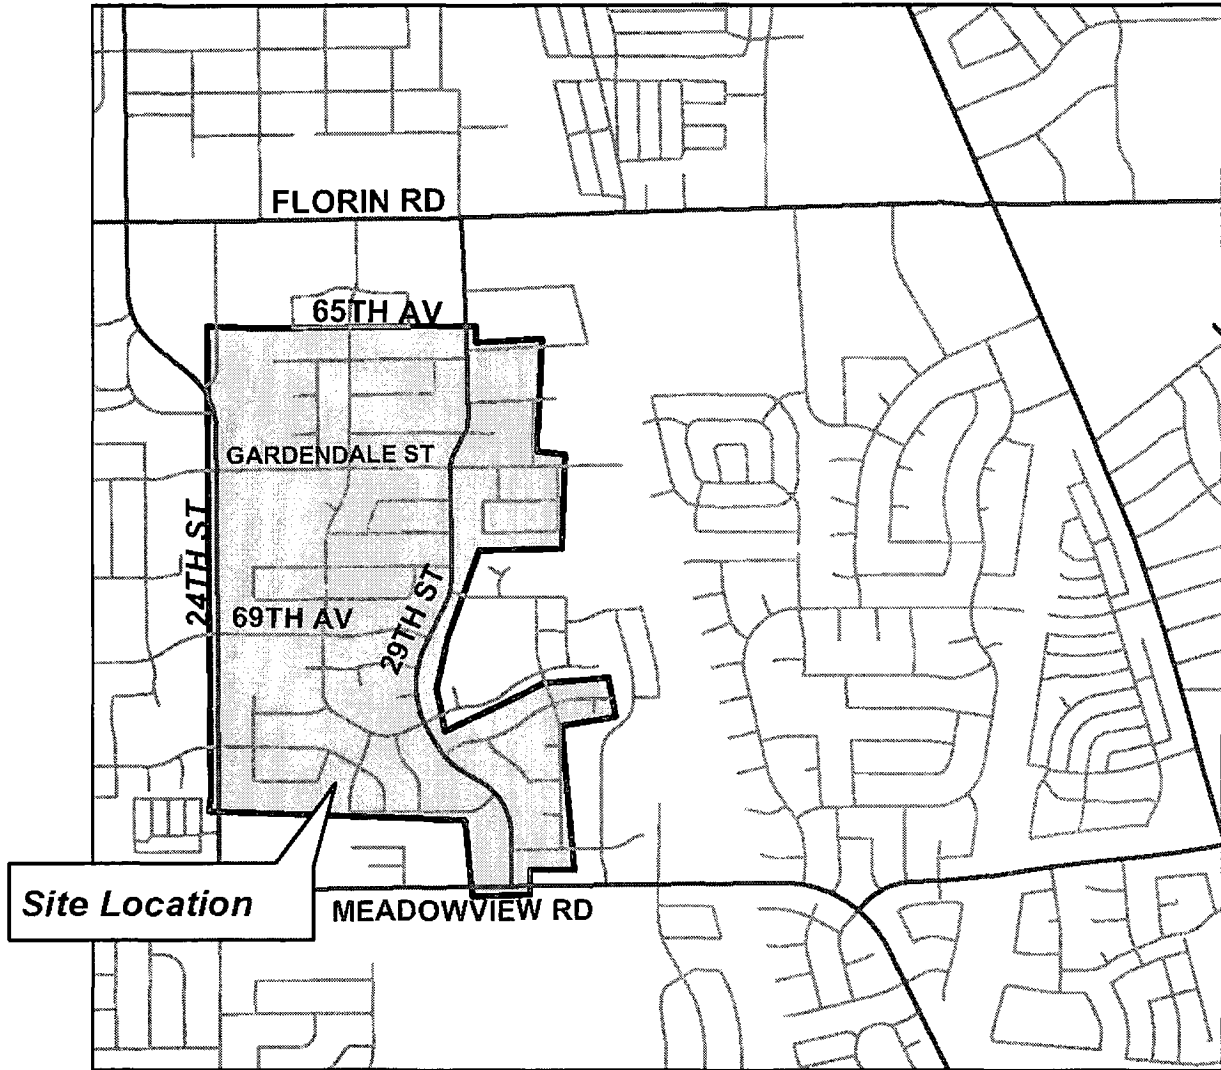 FLORIN RD
65TH AV
GARDENDALE ST
24TH ST
69TH AV
29TH ST
Site Location
MEADOWVIEW RD